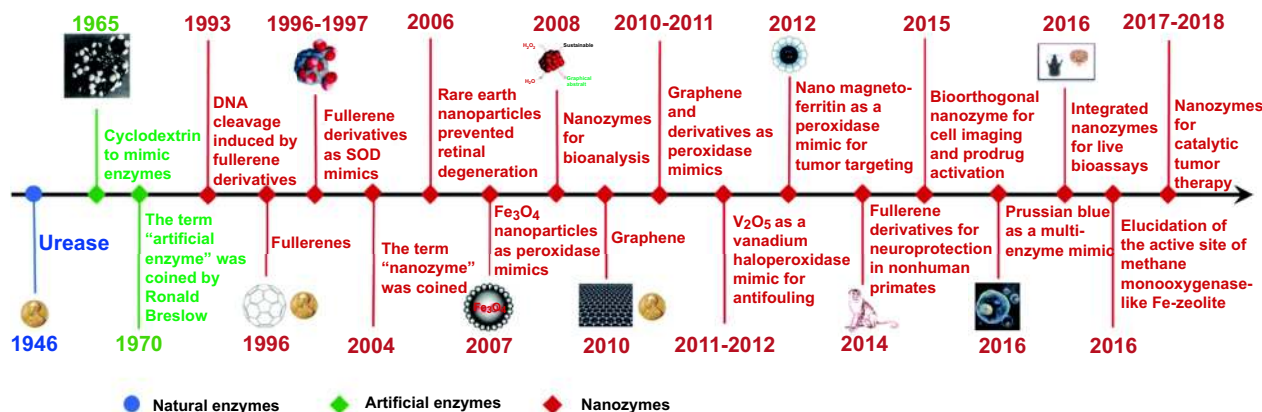 1965
1993
1996-1997
2006
2008
2010-
2011
2012
2015
2016
2017-2018
H₂O₂
Sustainable
H₂O
Graphical
abstrait
Cyclodextrin
to mimic
enzymes
DNA
cleavage
induced by
fullerene
derivatives
Fullerene
derivatives
as SOD
mimics
Rare earth
nanoparticles
prevented
retinal
degeneration
Nanozymes
for
bioanalysis
Graphene
and
derivatives as
peroxidase
mimics
Nano magneto-
ferritin as a
peroxidase
mimic for
tumor targeting
Bioorthogonal
nanozyme for
cell imaging
and prodrug
activation
Integrated
nanozymes
for live
bioassays
Nanozymes
for
catalytic
tumor
therapy
Urease
The term
“artificial
enzyme” was
coined by
Ronald
Breslow
Fullerenes
The term
“nanozyme”
was coined
Fe₃O₄
nanoparticles
as peroxidase
mimics
Fe₃O₄
Graphene
V₂O₅ as a
vanadium
haloperoxidase
mimic for
antifouling
Fullerene
derivatives for
neuroprotection
in nonhuman
primates
Prussian blue
as a multi-
enzyme mimic
Elucidation of
the active site of
methane
monooxygenase-
like Fe-zeolite
1946
1970
1996
2004
2007
2010
2011-2012
2014
2016
2016
Natural enzymes
Artificial enzymes
Nanozymes